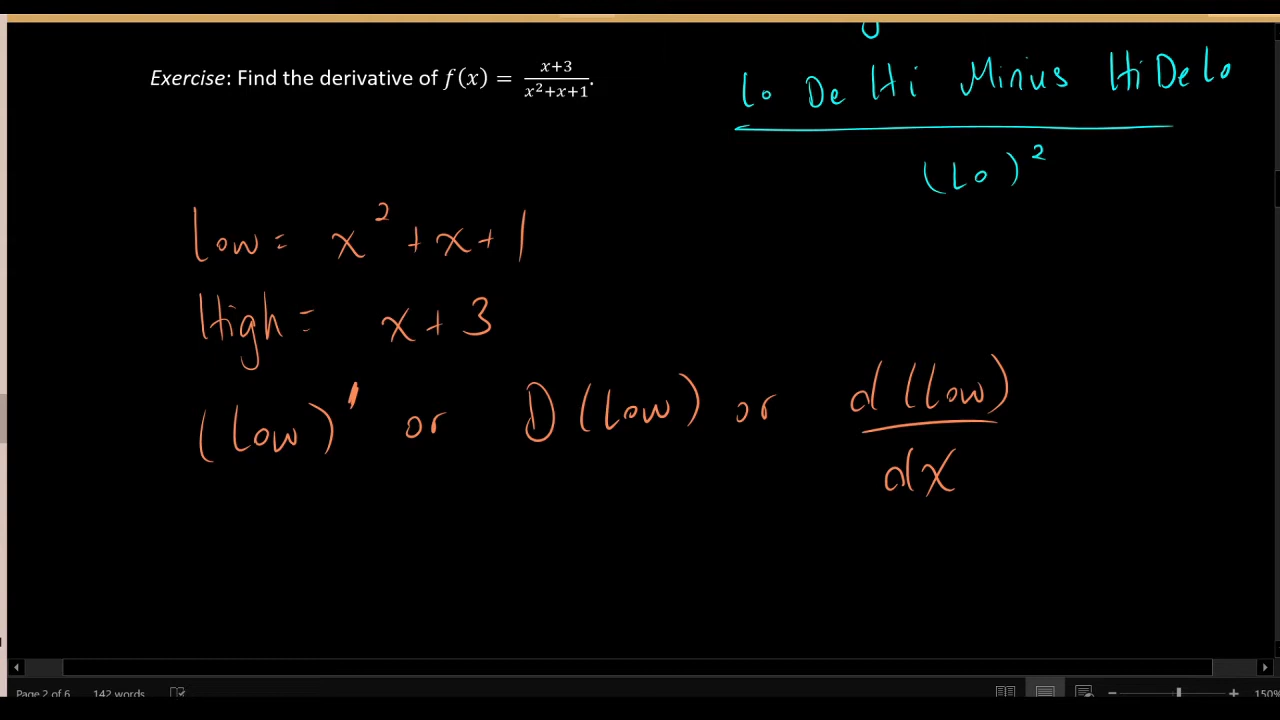 Exercise: Find the derivative of f(x) = x+3 / x²+x+1.
Lo De Hi Minus Hi De Lo
(Lo)²
Low = x² + x + 1
High = x + 3
(Low)' or D(Low) or d(Low)/dx
Page 2 of 6 142 words 150%